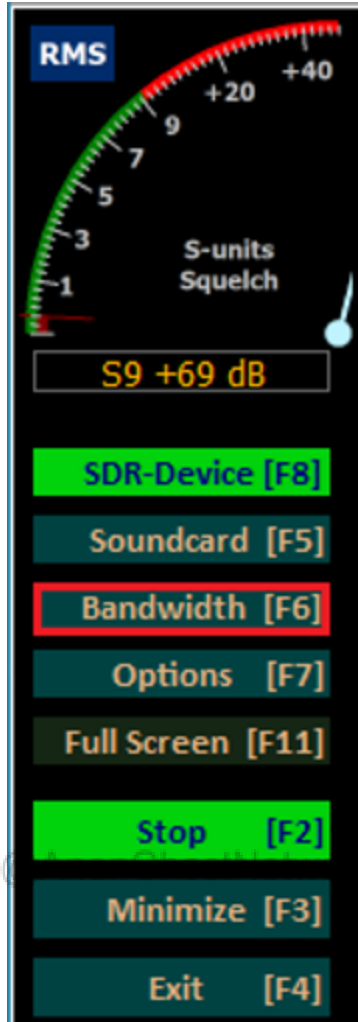 RMS
+40
+20
9
7
5
3
1
S-units
Squelch
S9 +69 dB
SDR-Device [F8]
Soundcard [F5]
Bandwidth [F6]
Options [F7]
Full Screen [F11]
Stop [F2]
Minimize [F3]
Exit [F4]